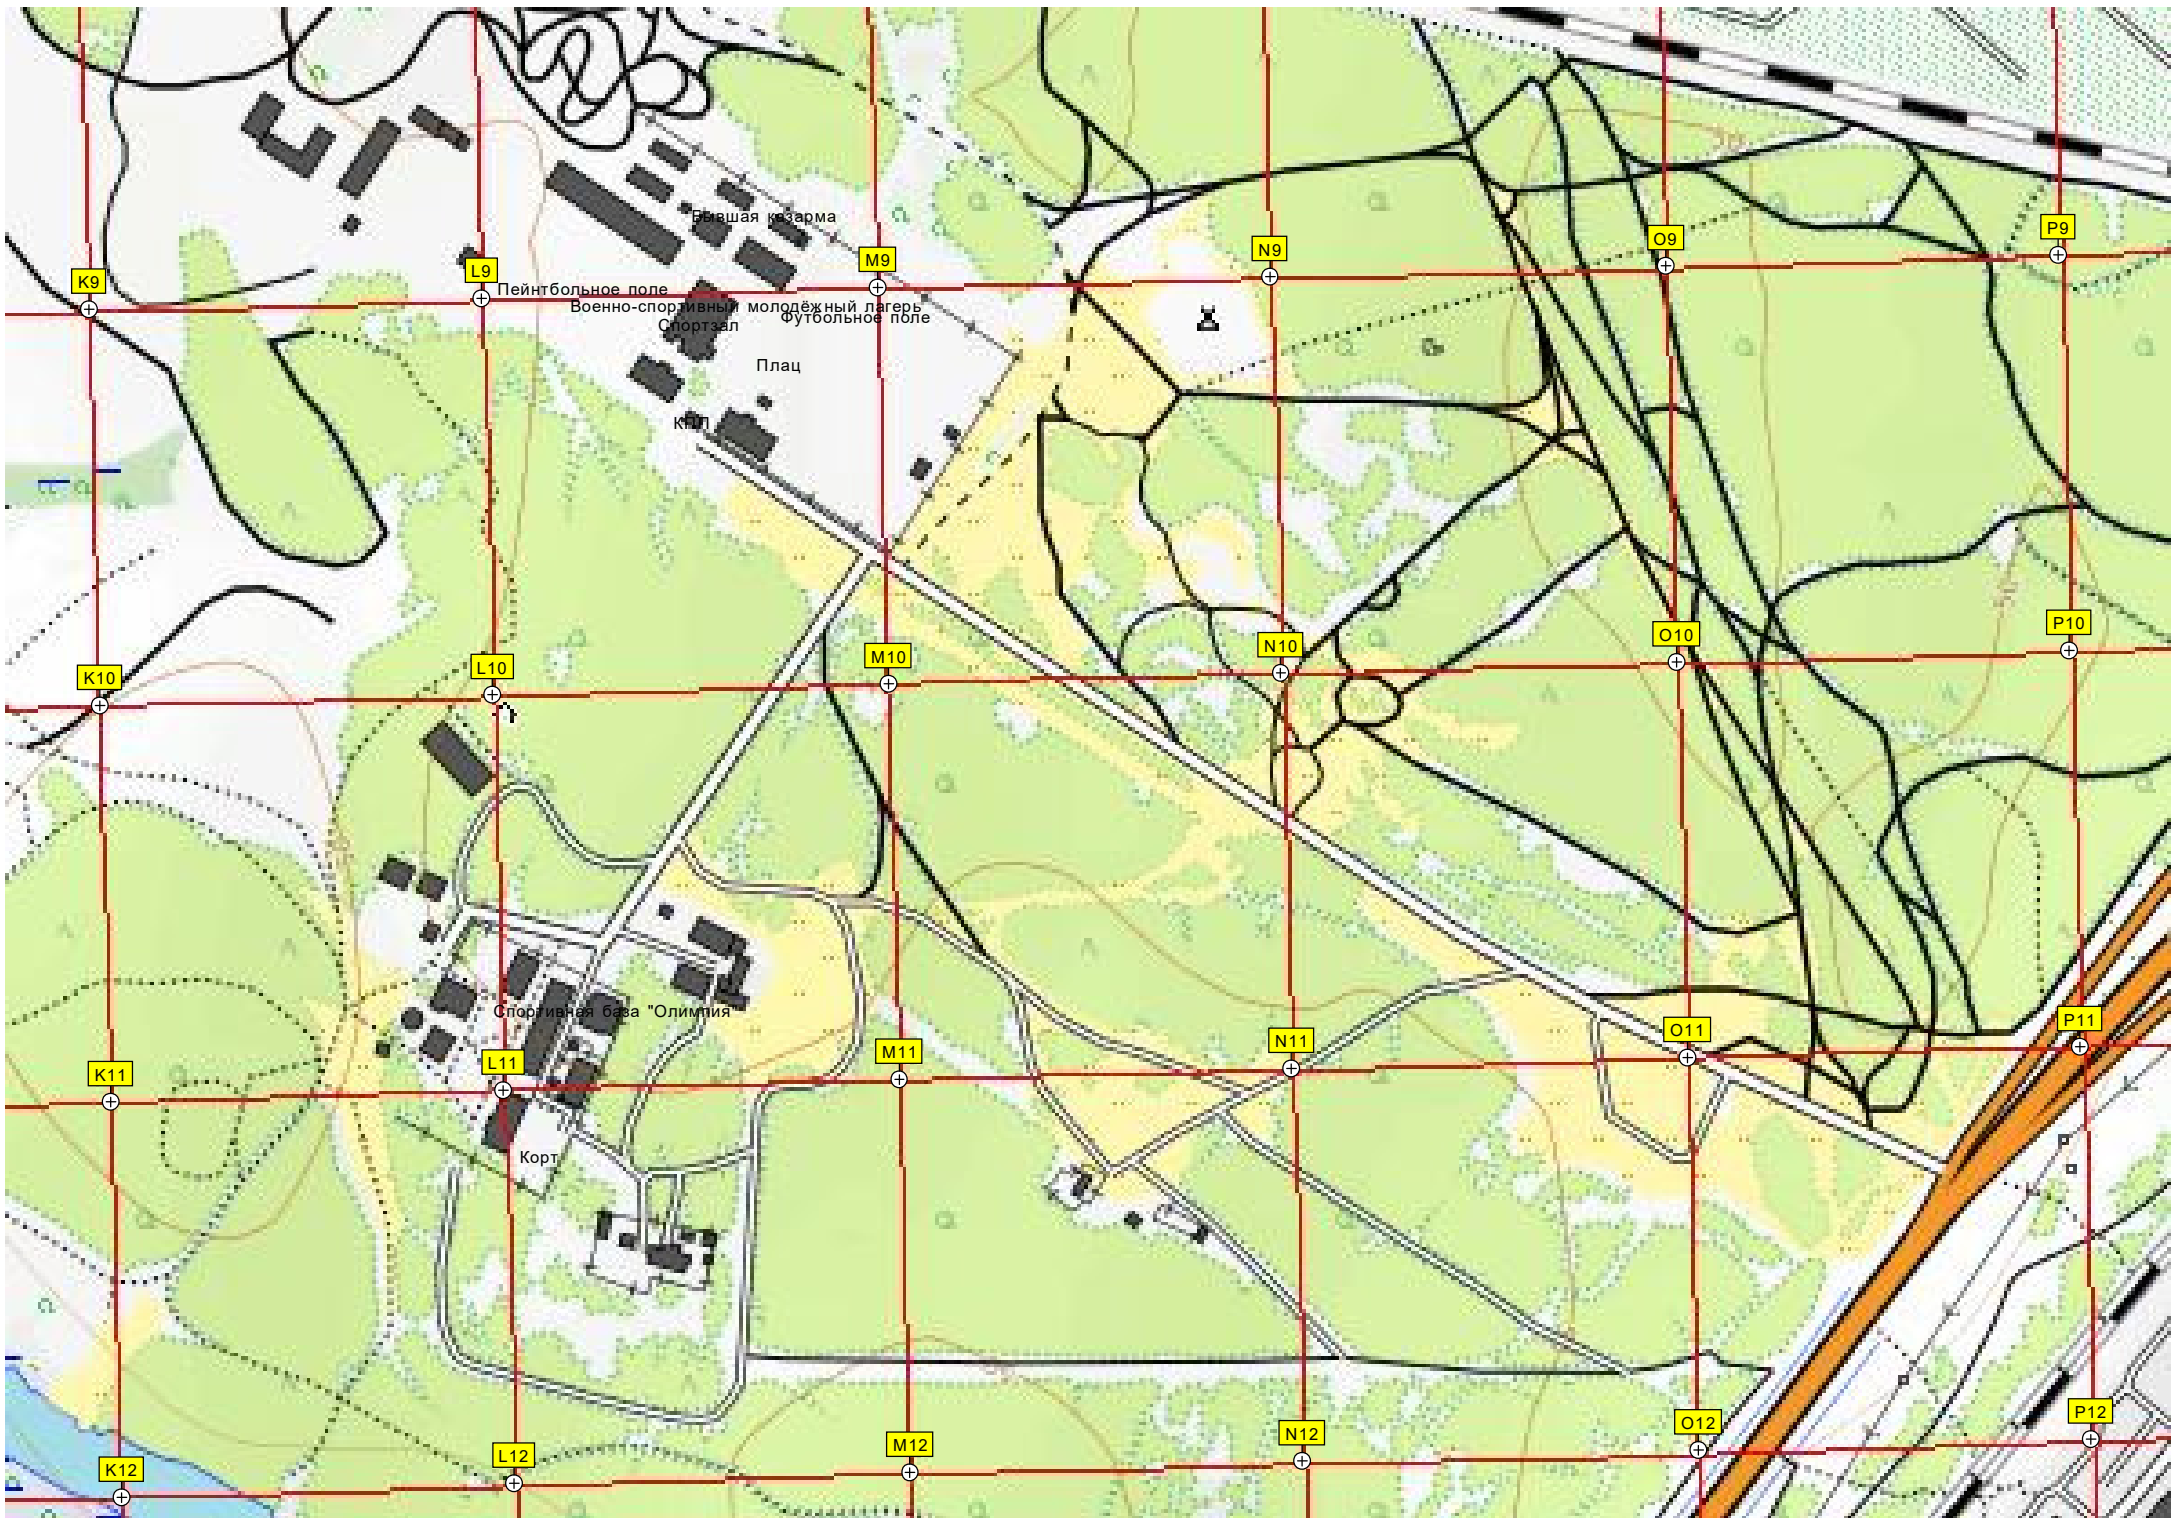 Бывшая казарма
P9
O9
N9
M9
L9
K9
Пейнтбольное поле
Военно-спортивный молодёжный лагерь
Футбольное поле
Спортзал
Плац
КПП
P10
O10
N10
M10
L10
K10
Спортивная база "Олимпия"
P11
O11
N11
M11
L11
K11
Корт
P12
O12
N12
M12
L12
K12